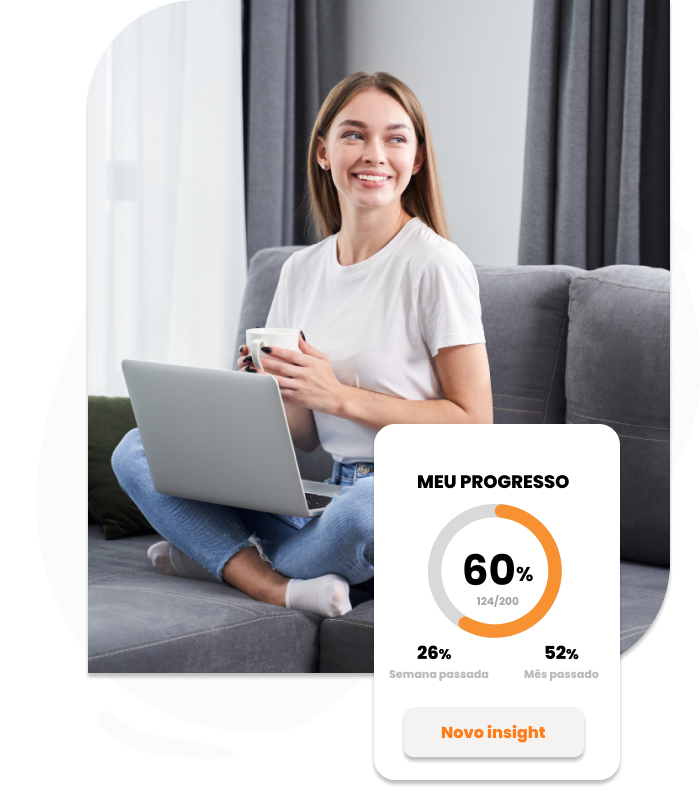 MEU PROGRESSO
60%
124/200
26% 52%
Semana passada Mês passado
Novo insight